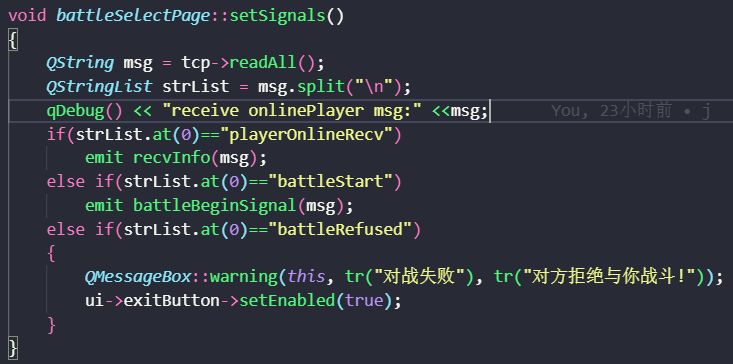 void battleSelectPage::setSignals()
{
    QString msg = tcp->readAll();
    QStringList strList = msg.split("\n");
    qDebug() << "receive onlinePlayer msg:" <<msg;     You, 23小时前 • j
    if(strList.at(0)=="playerOnlineRecv")
        emit recvInfo(msg);
    else if(strList.at(0)=="battleStart")
        emit battleBeginSignal(msg);
    else if(strList.at(0)=="battleRefused")
    {
        QMessageBox::warning(this, tr("对战失败"), tr("对方拒绝与你战斗!"));
        ui->exitButton->setEnabled(true);
    }
}